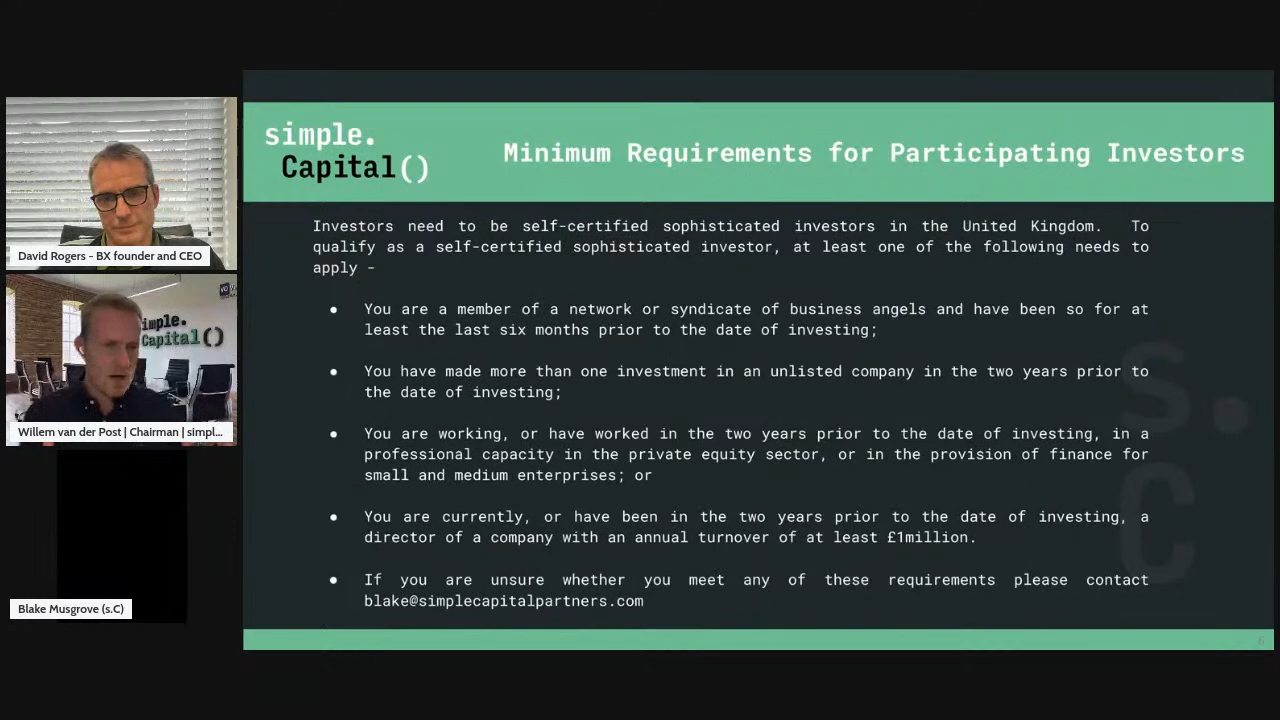 simple.
Capital()
Minimum Requirements for Participating Investors
Investors need to be self-certified sophisticated investors in the United Kingdom. To
qualify as a self-certified sophisticated investor, at least one of the following needs to
apply -
● You are a member of a network or syndicate of business angels and have been so for at
least the last six months prior to the date of investing;
● You have made more than one investment in an unlisted company in the two years prior to
the date of investing;
● You are working, or have worked in the two years prior to the date of investing, in a
professional capacity in the private equity sector, or in the provision of finance for
small and medium enterprises; or
● You are currently, or have been in the two years prior to the date of investing, a
director of a company with an annual turnover of at least £1million.
● If you are unsure whether you meet any of these requirements please contact
blake@simplecapitalpartners.com
s.
C
6
David Rogers - BX founder and CEO
imple.
Capital()
Willem van der Post | Chairman | simpl...
Blake Musgrove (s.C)